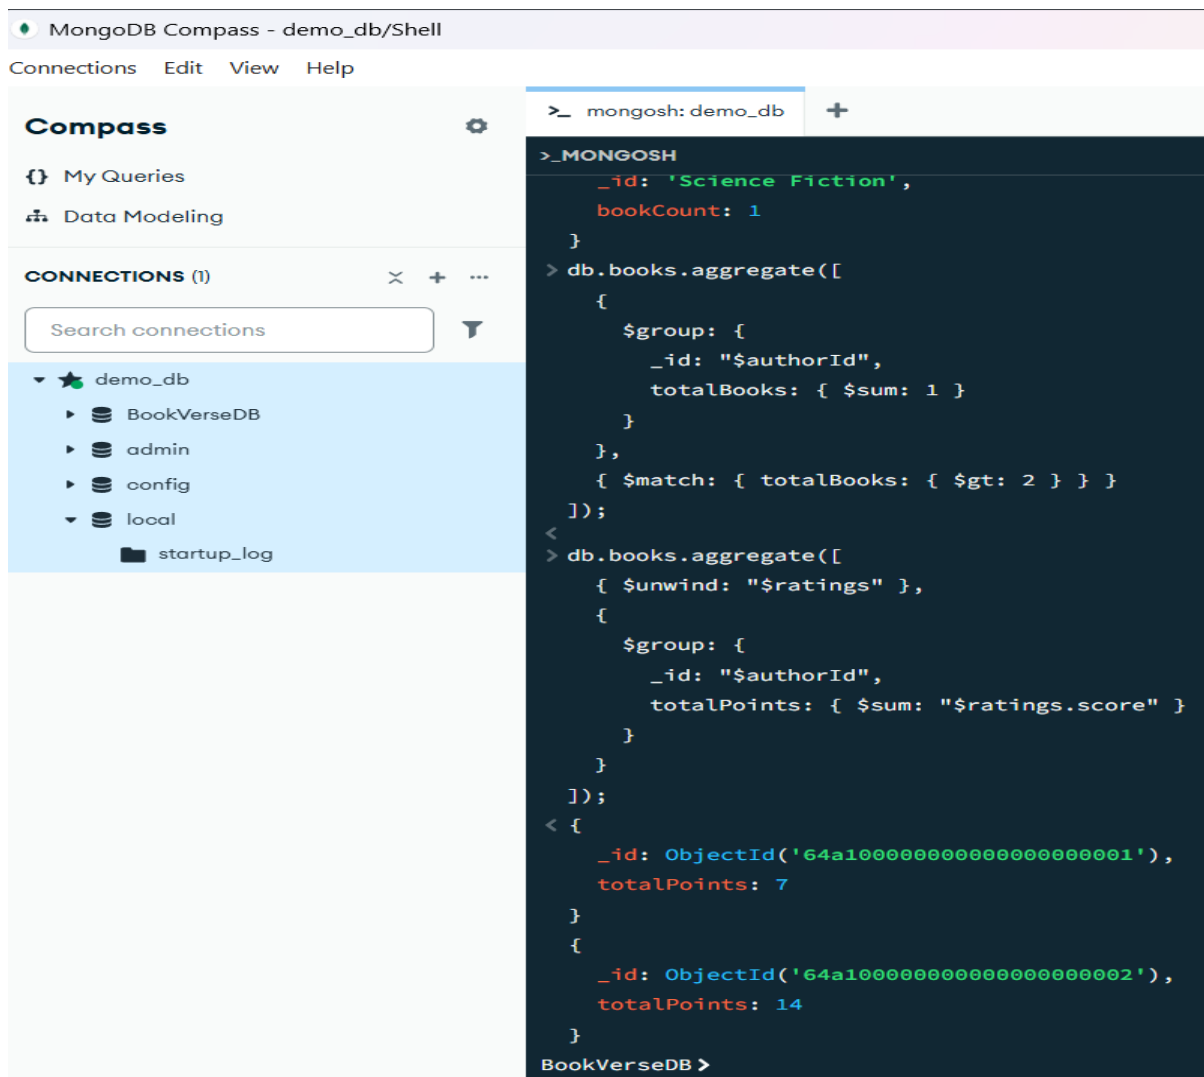 MongoDB Compass - demo_db/Shell
Connections Edit View Help
Compass
{} My Queries
Data Modeling
CONNECTIONS (1)
Search connections
demo_db
BookVerseDB
admin
config
local
startup_log
>_ mongosh: demo_db +
>_MONGOSH
_id: 'Science Fiction',
bookCount: 1
}
> db.books.aggregate([
{
$group: {
_id: "$authorId",
totalBooks: { $sum: 1 }
}
},
{ $match: { totalBooks: { $gt: 2 } } }
]);
<
> db.books.aggregate([
{ $unwind: "$ratings" },
{
$group: {
_id: "$authorId",
totalPoints: { $sum: "$ratings.score" }
}
}
]);
< {
_id: ObjectId('64a100000000000000000001'),
totalPoints: 7
}
{
_id: ObjectId('64a100000000000000000002'),
totalPoints: 14
}
BookVerseDB>